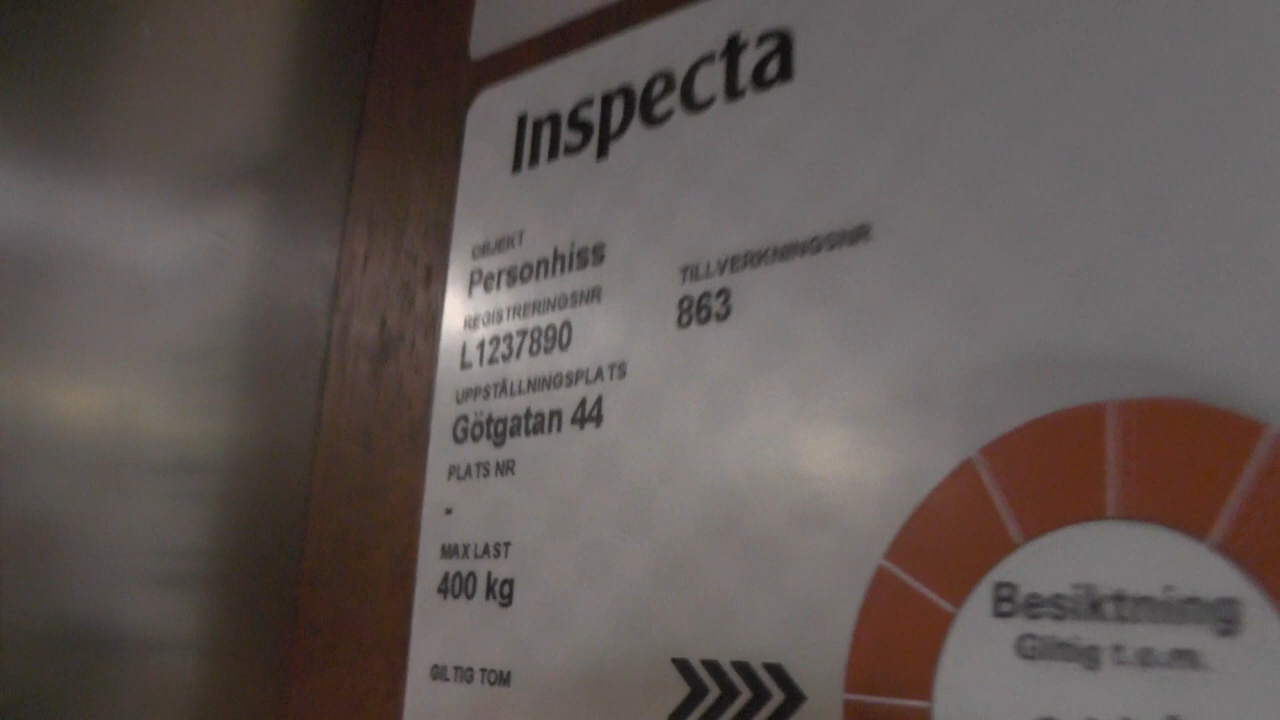 Inspecta
OBJEKT
Personhiss
TILLVERKNINGSNR
863
REGISTRERINGSNR
L1237890
UPPSTÄLLNINGSPLATS
Götgatan 44
PLATS NR
-
MAX LAST
400 kg
GILTIG TOM
Besiktning
Giltig t.o.m.